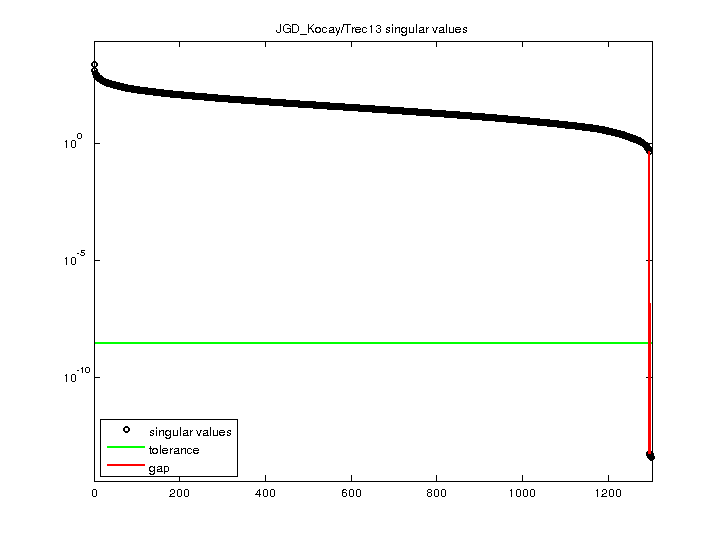 JGD_Kocay/Trec13 singular values
10^0
10^-5
10^-10
singular values
tolerance
gap
0 200 400 600 800 1000 1200